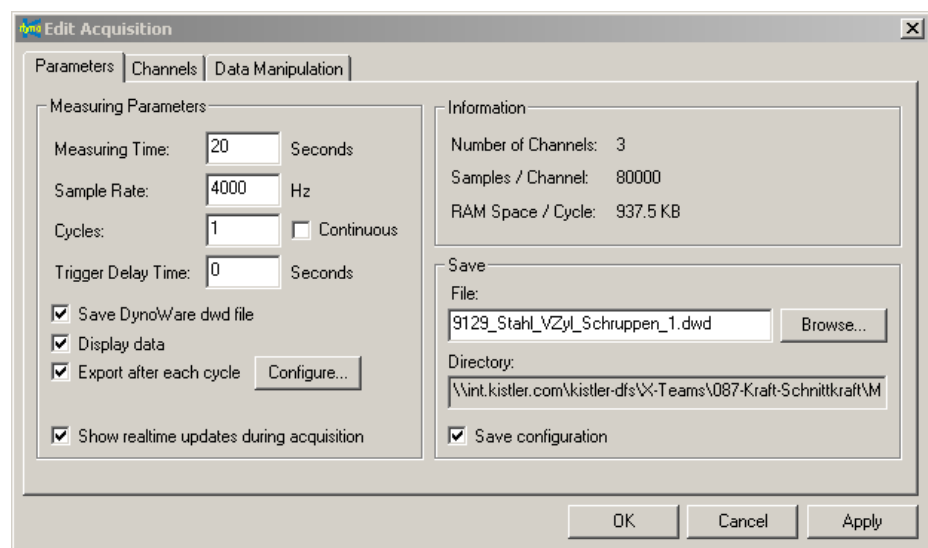 dyno Edit Acquisition
Parameters Channels Data Manipulation
Measuring Parameters
Measuring Time: 20 Seconds
Sample Rate: 4000 Hz
Cycles: 1 Continuous
Trigger Delay Time: 0 Seconds
Save DynoWare dwd file
Display data
Export after each cycle Configure...
Show realtime updates during acquisition
Information
Number of Channels: 3
Samples / Channel: 80000
RAM Space / Cycle: 937.5 KB
Save
File:
9129_Stahl_VZyl_Schruppen_1.dwd Browse...
Directory:
\\int.kistler.com\kistler-dfs\X-Teams\087-Kraft-Schnittkraft\M
Save configuration
OK Cancel Apply